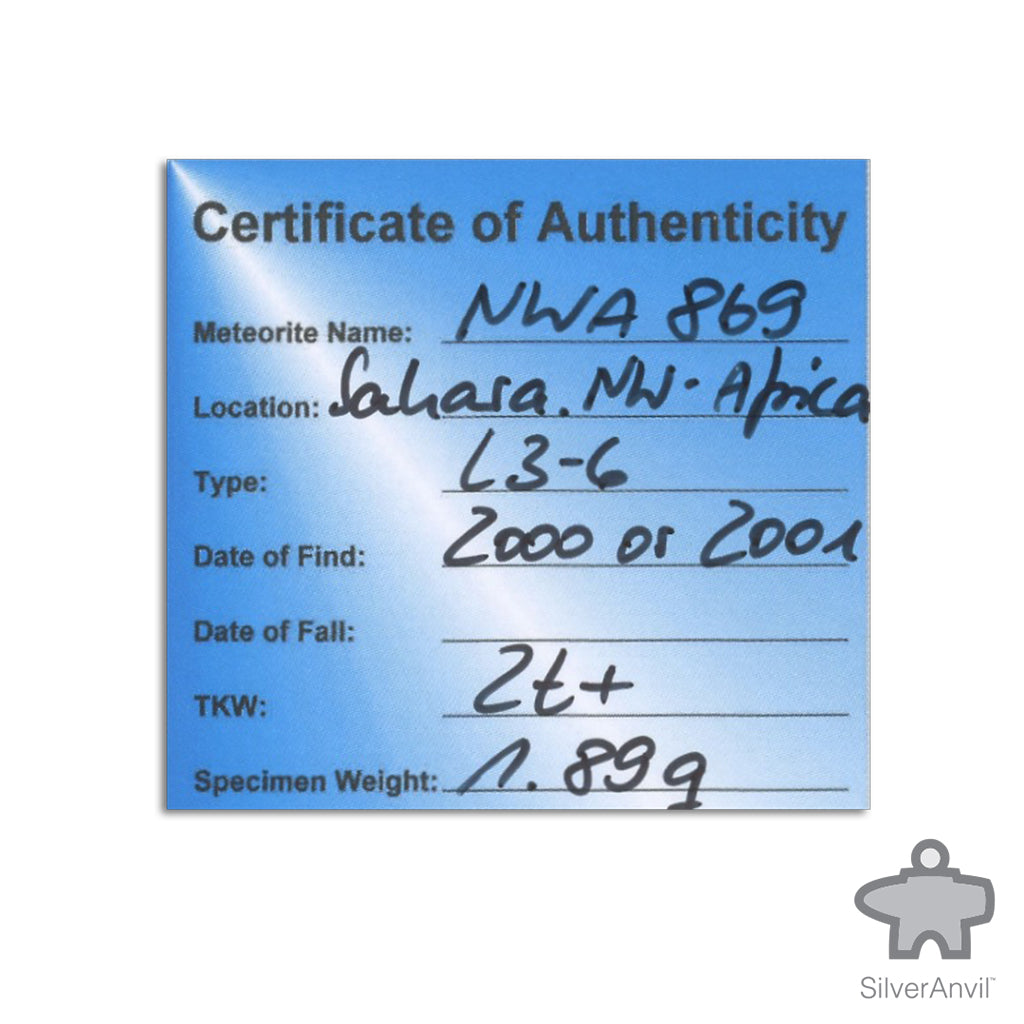 Certificate of Authenticity
Meteorite Name: NWA 869
Location: Sahara. NW-Africa
Type: L3-6
Date of Find: 2000 or 2001
Date of Fall:
TKW: 2t+
Specimen Weight: 1.89g
SilverAnvil™